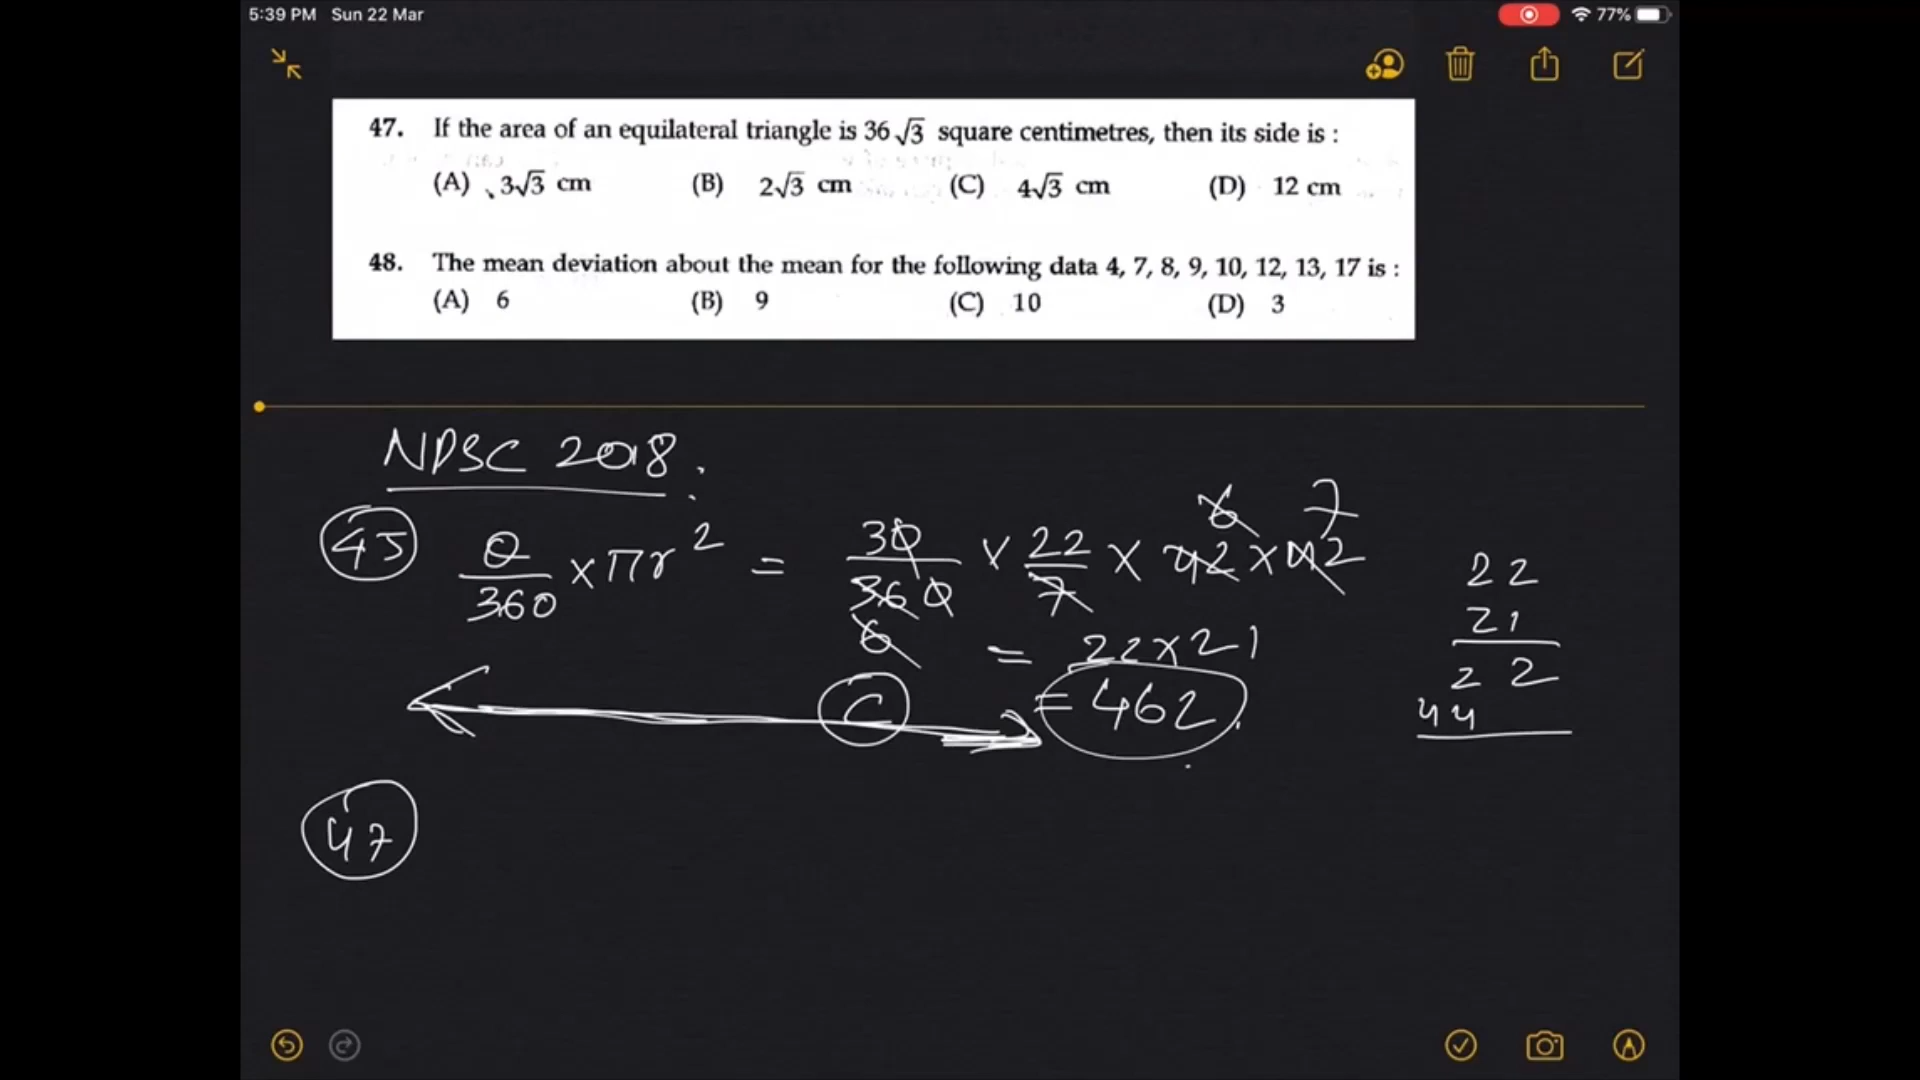 5:39 PM Sun 22 Mar 77%
47. If the area of an equilateral triangle is 36√3 square centimetres, then its side is :
(A) 3√3 cm (B) 2√3 cm (C) 4√3 cm (D) 12 cm
48. The mean deviation about the mean for the following data 4, 7, 8, 9, 10, 12, 13, 17 is :
(A) 6 (B) 9 (C) 10 (D) 3
NPSC 2018.
45 θ/360 × πr² = 30/360 × 22/7 × 42 × 42
6 7
6
= 22×21
= 462
C
22
21
22
44
47